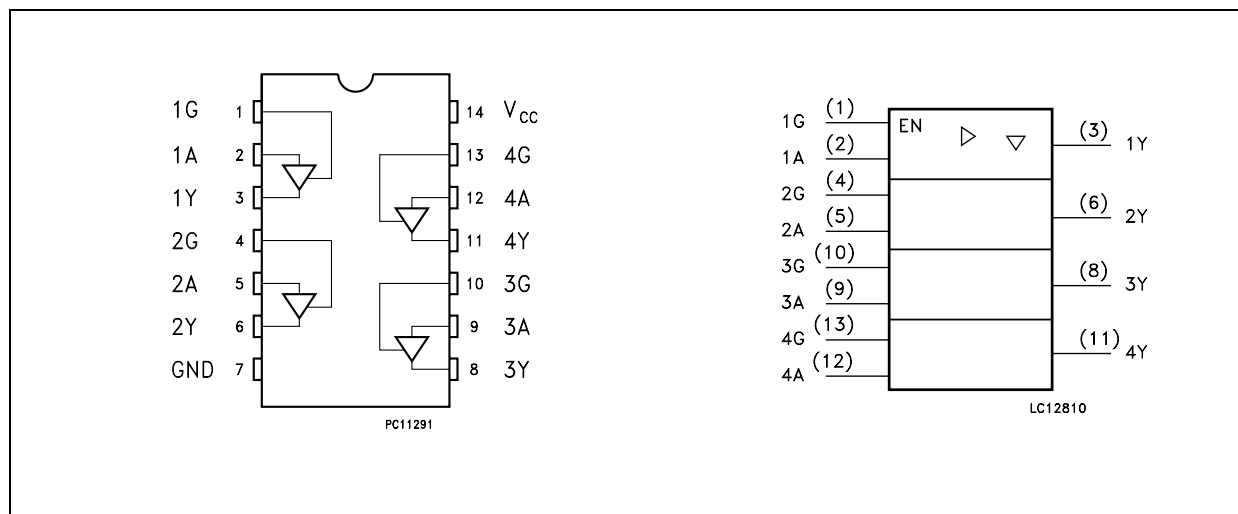 1G 1 14 VCC
1A 2 13 4G
1Y 3 12 4A
2G 4 11 4Y
2A 5 10 3G
2Y 6 9 3A
GND 7 8 3Y
PC11291
1G (1) EN (3) 1Y
1A (2)
2G (4) (6) 2Y
2A (5)
3G (10) (8) 3Y
3A (9)
4G (13) (11) 4Y
4A (12)
LC12810